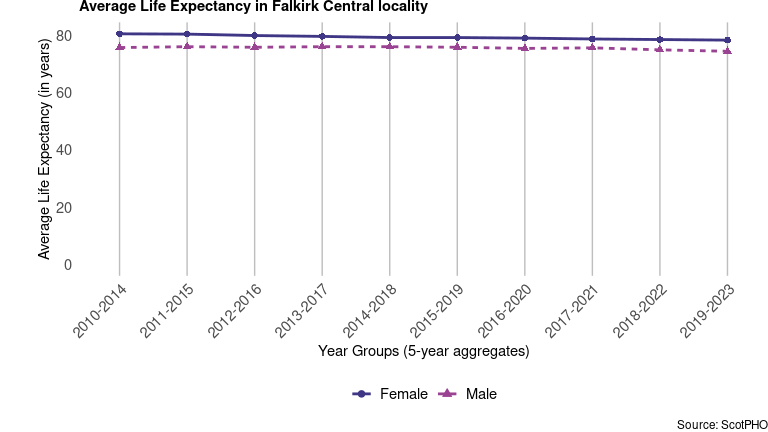 Average Life Expectancy in Falkirk Central locality
Average Life Expectancy (in years)
80
60
40
20
0
2010-2014
2011-2015
2012-2016
2013-2017
2014-2018
2015-2019
2016-2020
2017-2021
2018-2022
2019-2023
Year Groups (5-year aggregates)
Female
Male
Source: ScotPHO